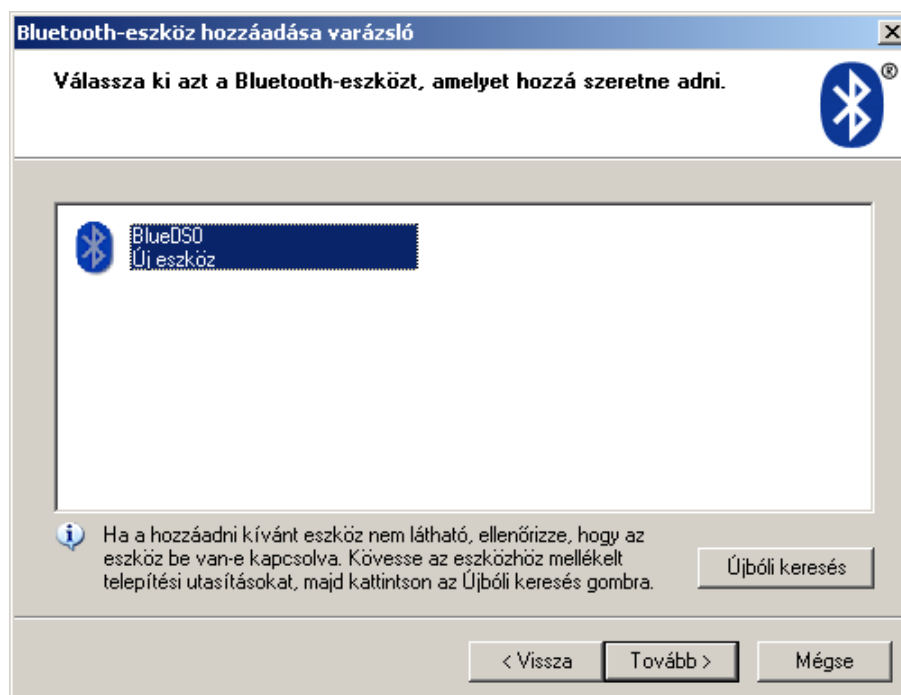 Bluetooth-eszköz hozzáadása varázsló
Válassza ki azt a Bluetooth-eszközt, amelyet hozzá szeretne adni.
®
BlueDSO
Új eszköz
Ha a hozzáadni kívánt eszköz nem látható, ellenőrizze, hogy az
eszköz be van-e kapcsolva. Kövesse az eszközhöz mellékelt
telepítési utasításokat, majd kattintson az Újbóli keresés gombra.
Újbóli keresés
< Vissza
Tovább >
Mégse